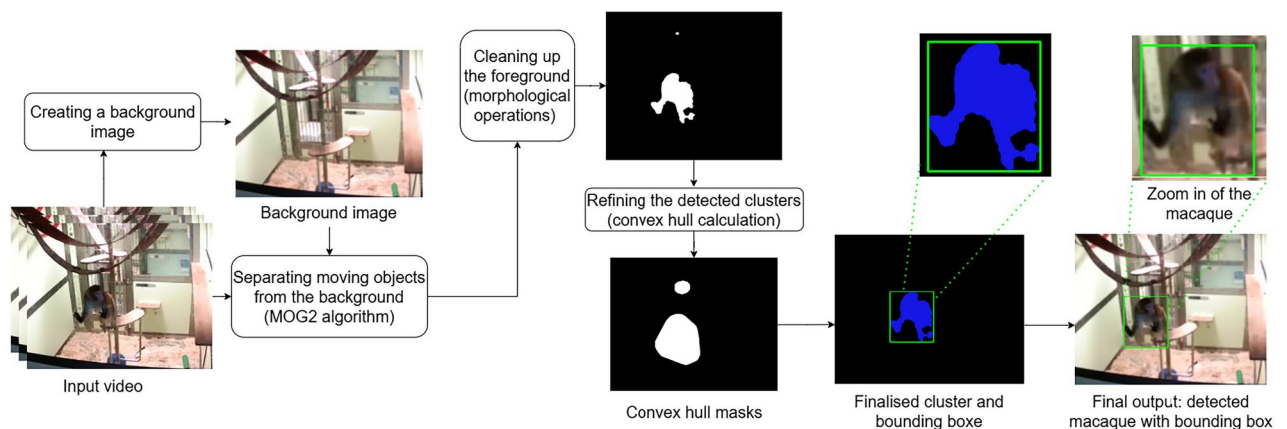 Creating a background
image
Input video
Background image
Separating moving objects
from the background
(MOG2 algorithm)
Cleaning up
the foreground
(morphological
operations)
Refining the detected clusters
(convex hull calculation)
Convex hull masks
Finalised cluster and
bounding boxe
Zoom in of the
macaque
Final output: detected
macaque with bounding box